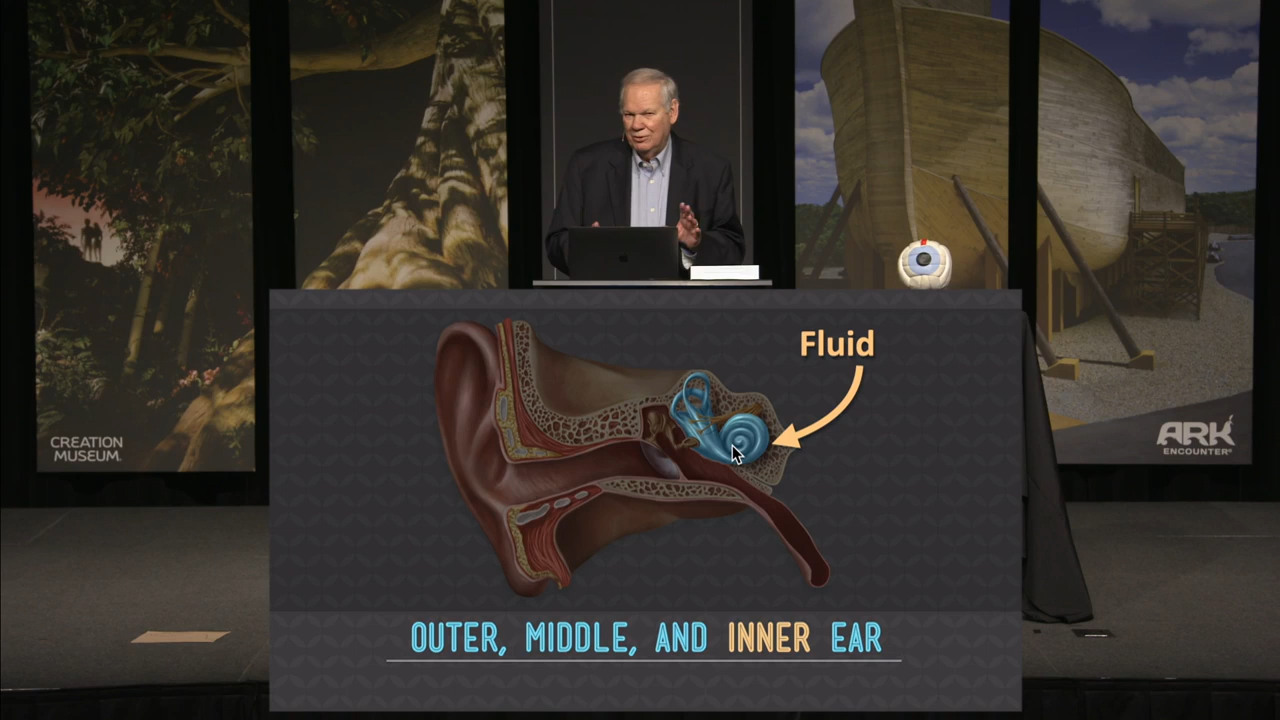 CREATION
MUSEUM
ARK
ENCOUNTER
Fluid
OUTER, MIDDLE, AND INNER EAR